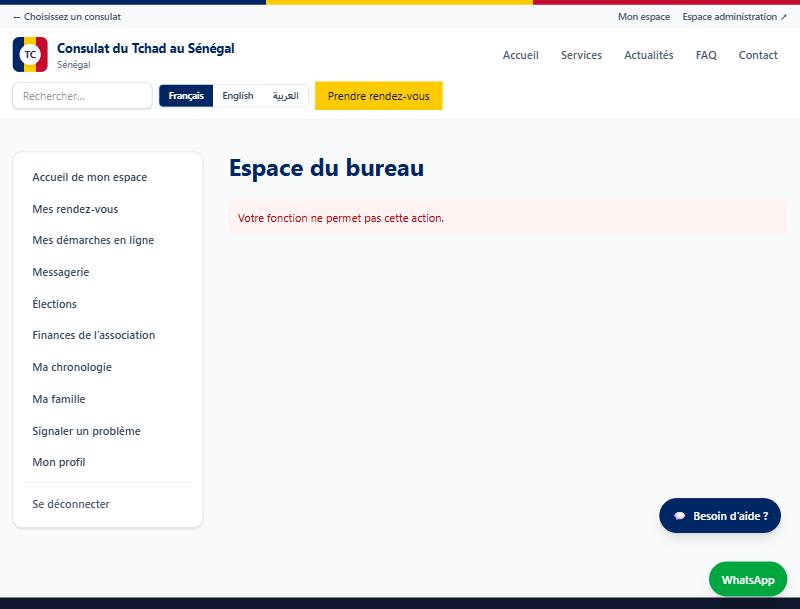 ← Choisissez un consulat
Mon espace
Espace administration ↗
TC
Consulat du Tchad au Sénégal
Sénégal
Accueil
Services
Actualités
FAQ
Contact
Rechercher...
Français
English
العربية
Prendre rendez-vous
Accueil de mon espace
Mes rendez-vous
Mes démarches en ligne
Messagerie
Élections
Finances de l'association
Ma chronologie
Ma famille
Signaler un problème
Mon profil
Se déconnecter
Espace du bureau
Votre fonction ne permet pas cette action.
Besoin d'aide ?
WhatsApp